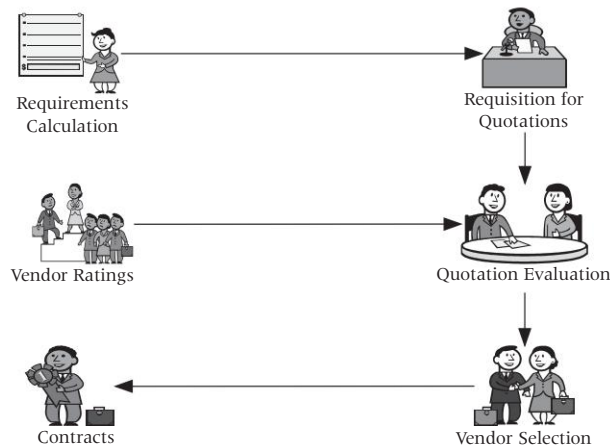 $
Requirements
Calculation
Requisition for
Quotations
Vendor Ratings
Quotation Evaluation
Contracts
Vendor Selection